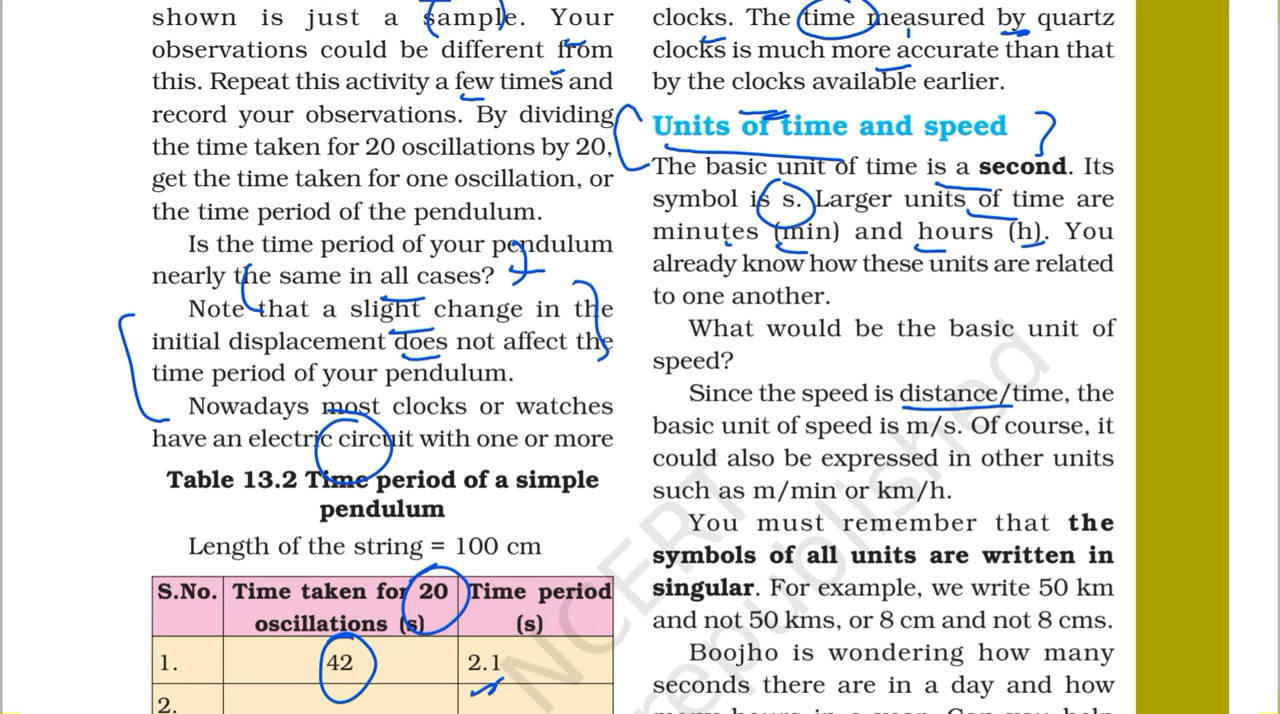 shown is just a sample. Your
observations could be different from
this. Repeat this activity a few times and
record your observations. By dividing
the time taken for 20 oscillations by 20,
get the time taken for one oscillation, or
the time period of the pendulum.
Is the time period of your pendulum
nearly the same in all cases?
Note that a slight change in the
initial displacement does not affect the
time period of your pendulum.
Nowadays most clocks or watches
have an electric circuit with one or more
Table 13.2 Time period of a simple
pendulum
Length of the string = 100 cm
S.No. Time taken for 20 Time period
oscillations (s) (s)
1. 42 2.1
2.
clocks. The time measured by quartz
clocks is much more accurate than that
by the clocks available earlier.
Units of time and speed
The basic unit of time is a second. Its
symbol is s. Larger units of time are
minutes (min) and hours (h). You
already know how these units are related
to one another.
What would be the basic unit of
speed?
Since the speed is distance/time, the
basic unit of speed is m/s. Of course, it
could also be expressed in other units
such as m/min or km/h.
You must remember that the
symbols of all units are written in
singular. For example, we write 50 km
and not 50 kms, or 8 cm and not 8 cms.
Boojho is wondering how many
seconds there are in a day and how
many hours in a year. Can you help
NCERT
republished